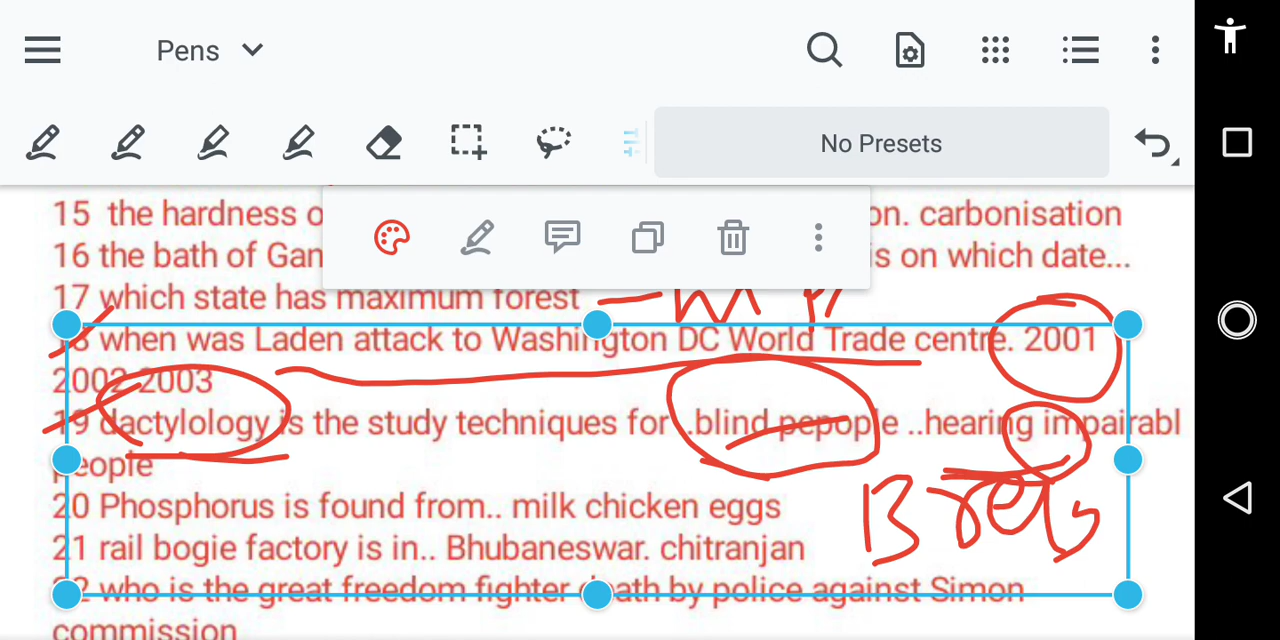 Pens
No Presets
15 the hardness o on. carbonisation
16 the bath of Gan is on which date...
17 which state has maximum forest – M P
18 when was Laden attack to Washington DC World Trade centre. 2001
2002 2003
19 dactylology is the study techniques for ..blind pepople ..hearing impairabl
people
20 Phosphorus is found from.. milk chicken eggs
21 rail bogie factory is in.. Bhubaneswar. chitranjan
22 who is the great freedom fighter death by police against Simon
commission